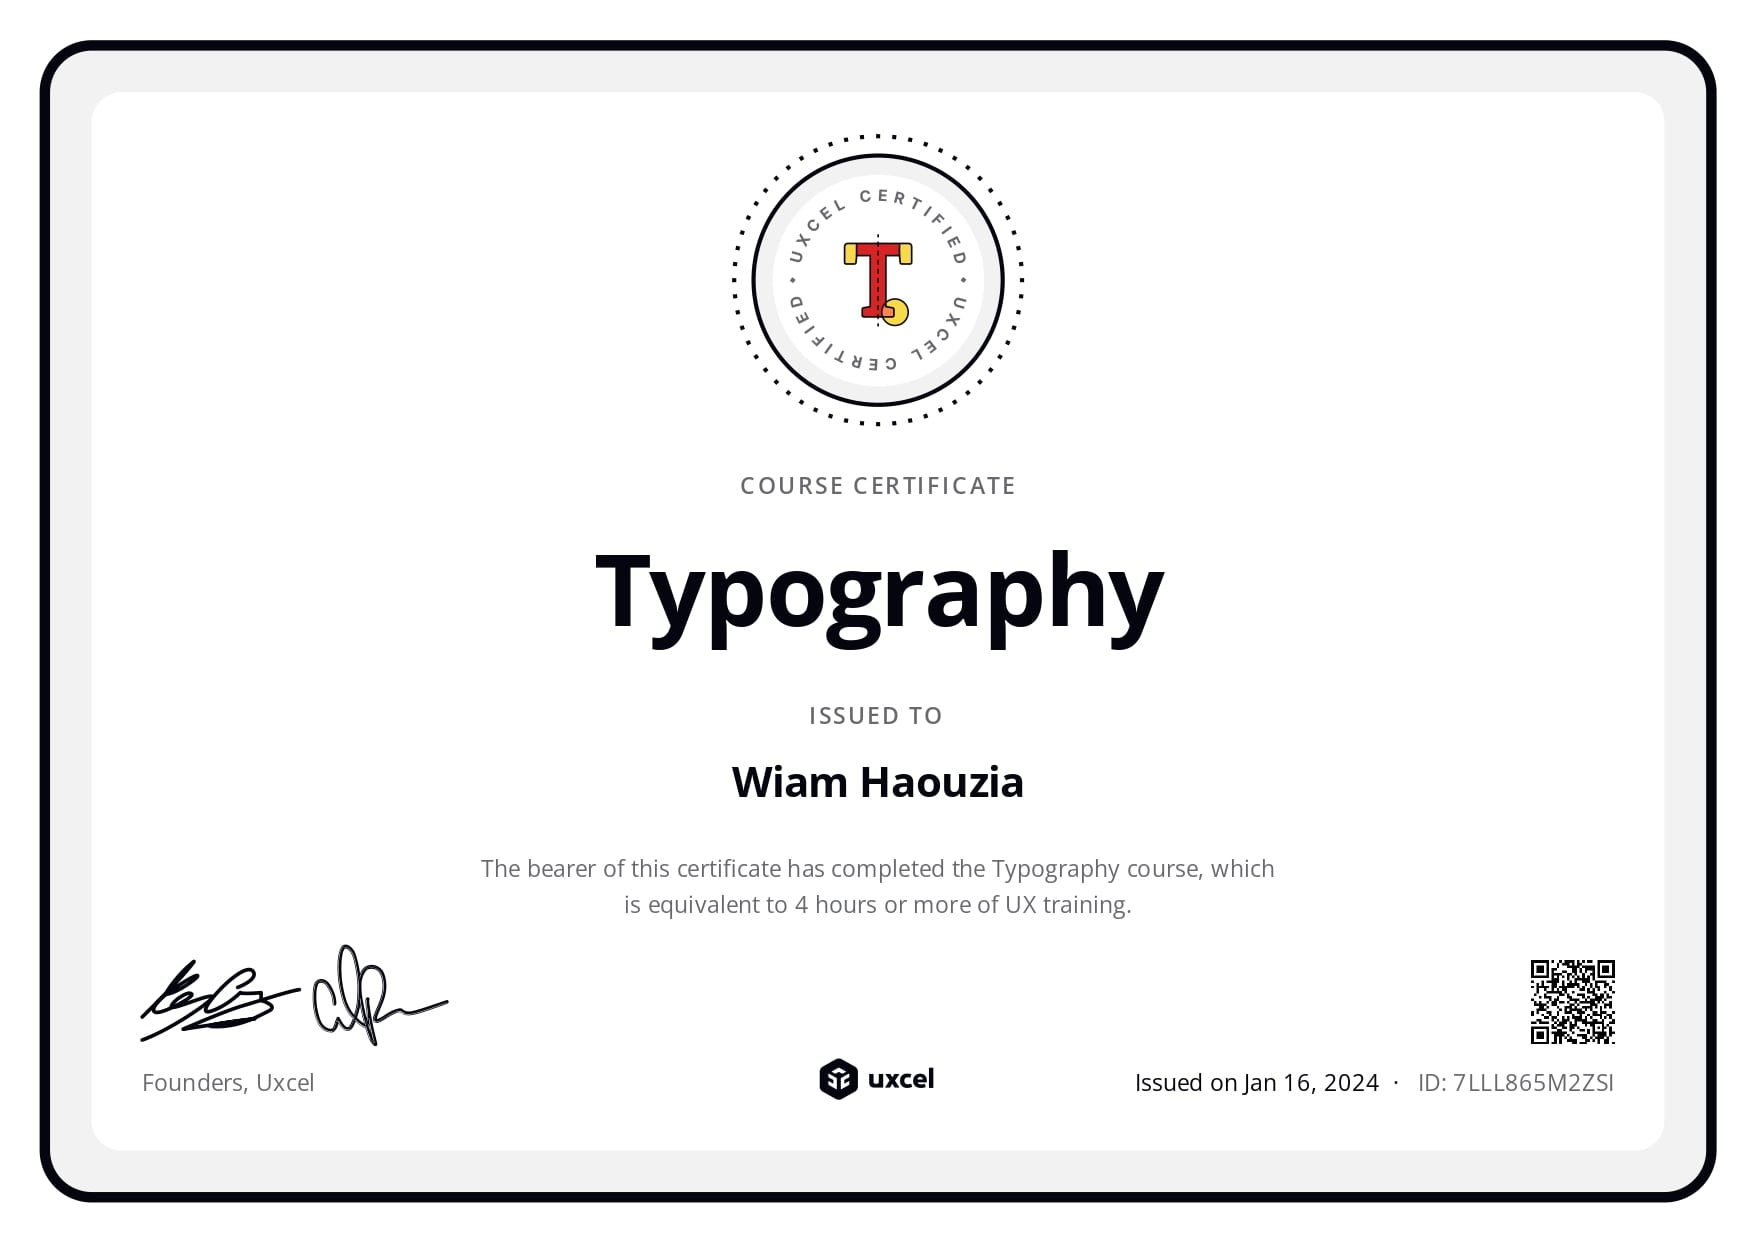 UXCEL CERTIFIED • UXCEL CERTIFIED •
T
COURSE CERTIFICATE
Typography
ISSUED TO
Wiam Haouzia
The bearer of this certificate has completed the Typography course, which
is equivalent to 4 hours or more of UX training.
Founders, Uxcel
uxcel
Issued on Jan 16, 2024 · ID: 7LLL865M2ZSI